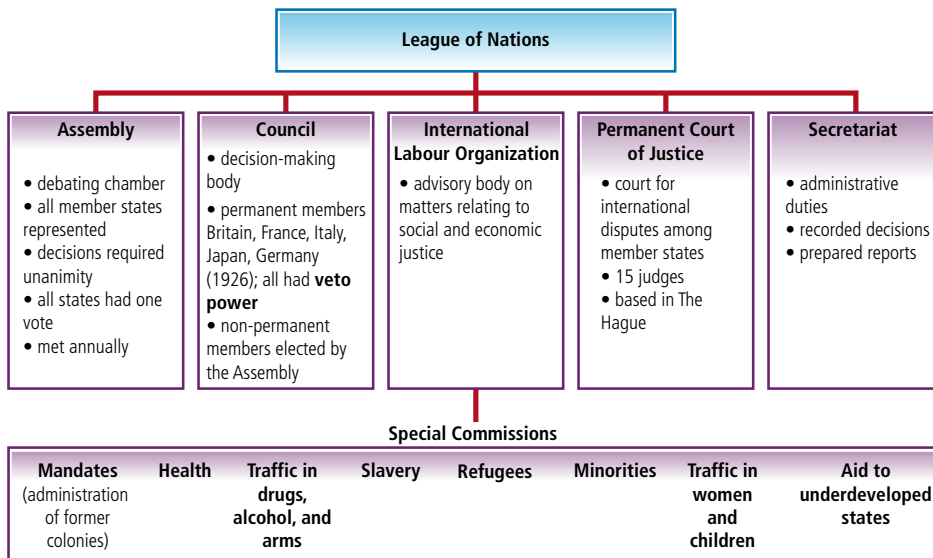 League of Nations
Assembly
• debating chamber
• all member states
represented
• decisions required
unanimity
• all states had one
vote
• met annually
Council
• decision-making
body
• permanent members
Britain, France, Italy,
Japan, Germany
(1926); all had veto
power
• non-permanent
members elected by
the Assembly
International
Labour Organization
• advisory body on
matters relating to
social and economic
justice
Permanent Court
of Justice
• court for
international
disputes among
member states
• 15 judges
• based in The
Hague
Secretariat
• administrative
duties
• recorded decisions
• prepared reports
Special Commissions
Mandates
(administration
of former
colonies)
Health
Traffic in
drugs,
alcohol, and
arms
Slavery
Refugees
Minorities
Traffic in
women
and
children
Aid to
underdeveloped
states